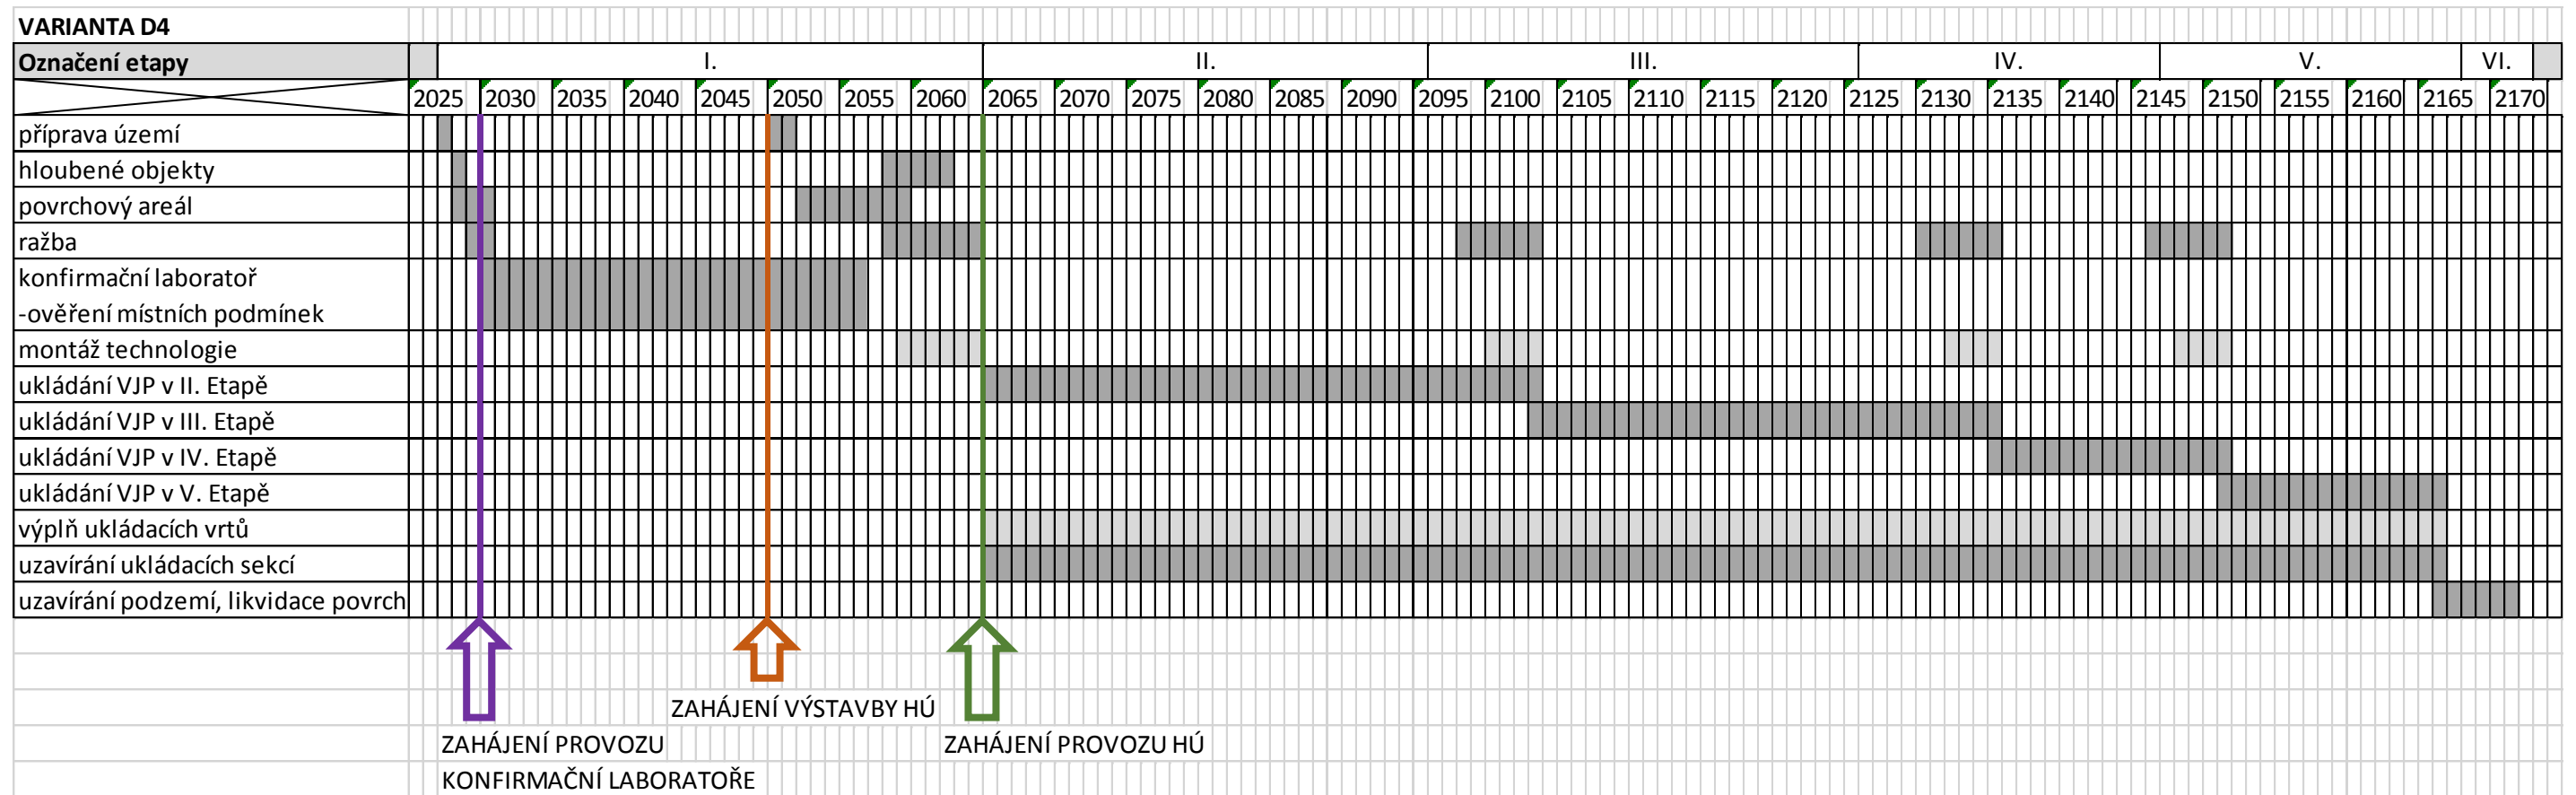 VARIANTA D4
Označení etapy I. II. III. IV. V. VI.
2025 2030 2035 2040 2045 2050 2055 2060 2065 2070 2075 2080 2085 2090 2095 2100 2105 2110 2115 2120 2125 2130 2135 2140 2145 2150 2155 2160 2165 2170
příprava území
hloubené objekty
povrchový areál
ražba
konfirmační laboratoř
-ověření místních podmínek
montáž technologie
ukládání VJP v II. Etapě
ukládání VJP v III. Etapě
ukládání VJP v IV. Etapě
ukládání VJP v V. Etapě
výplň ukládacích vrtů
uzavírání ukládacích sekcí
uzavírání podzemí, likvidace povrch
ZAHÁJENÍ VÝSTAVBY HÚ
ZAHÁJENÍ PROVOZU ZAHÁJENÍ PROVOZU HÚ
KONFIRMAČNÍ LABORATOŘE